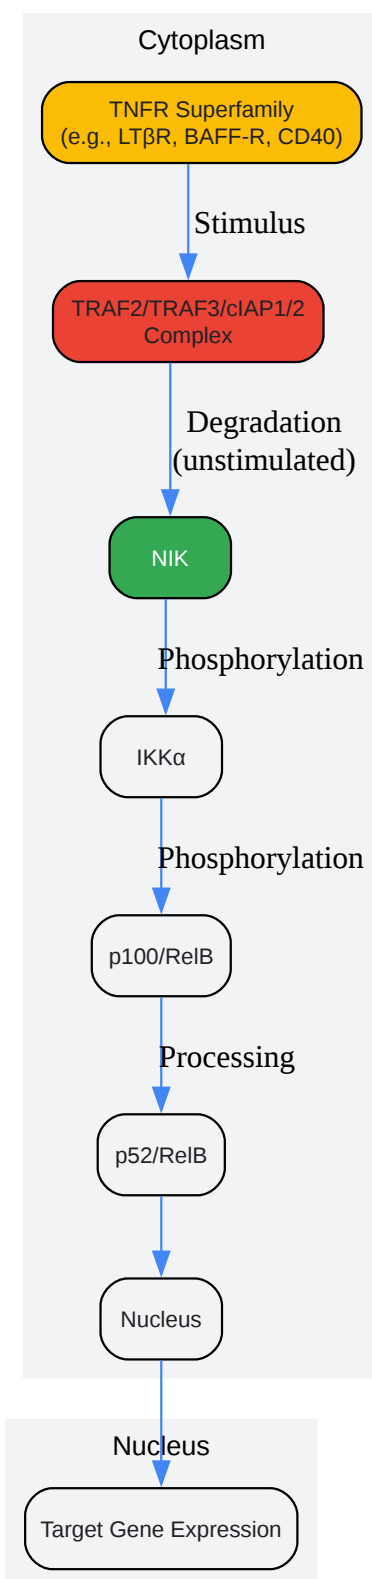 Cytoplasm
TNFR Superfamily
(e.g., LTβR, BAFF-R, CD40)
Stimulus
TRAF2/TRAF3/cIAP1/2
Complex
Degradation
(unstimulated)
NIK
Phosphorylation
IKKα
Phosphorylation
p100/RelB
Processing
p52/RelB
Nucleus
Nucleus
Target Gene Expression